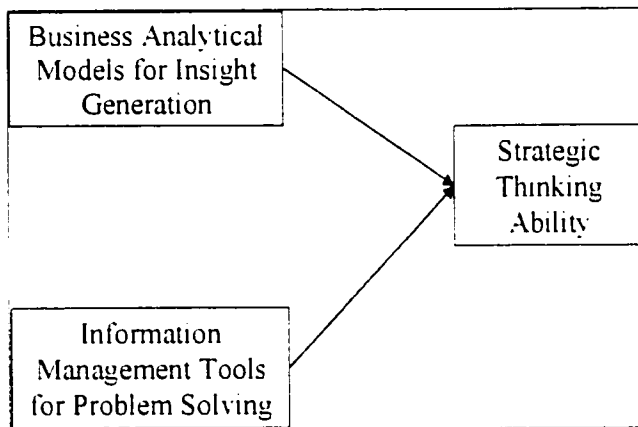 Business Analytical
Models for Insight
Generation
Strategic
Thinking
Ability
Information
Management Tools
for Problem Solving